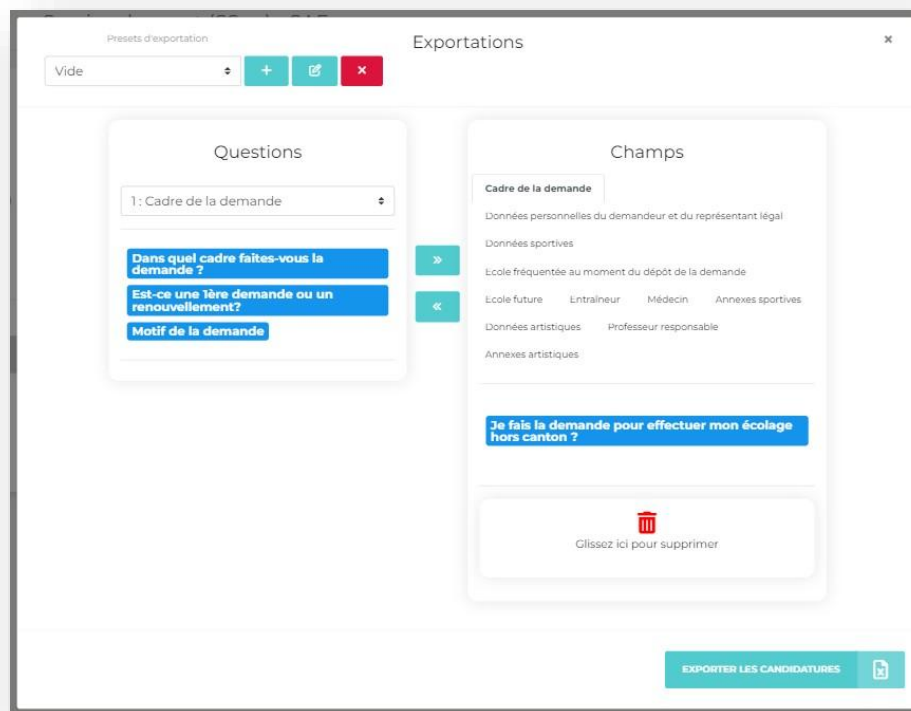 Presets d'exportation
Exportations
×
Vide
Questions
1 : Cadre de la demande
Dans quel cadre faites-vous la
demande ?
Est-ce une 1ère demande ou un
renouvellement?
Motif de la demande
»
«
Champs
Cadre de la demande
Données personnelles du demandeur et du représentant légal
Données sportives
Ecole fréquentée au moment du dépôt de la demande
Ecole future Entraîneur Médecin Annexes sportives
Données artistiques Professeur responsable
Annexes artistiques
Je fais la demande pour effectuer mon écolage
hors canton ?
Glissez ici pour supprimer
EXPORTER LES CANDIDATURES